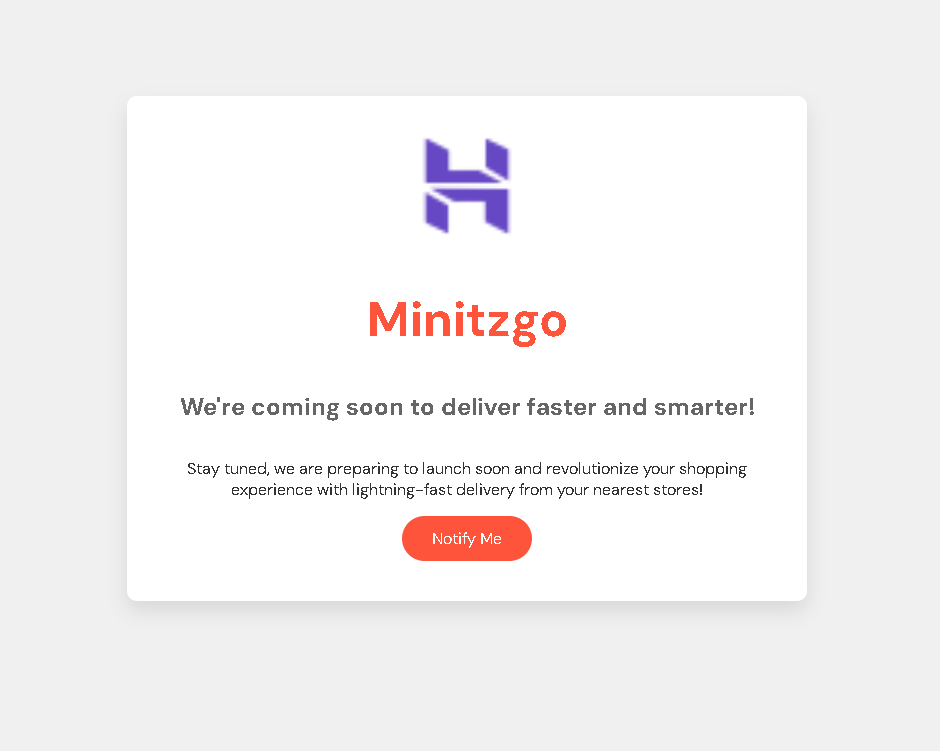 Minitzgo
We're coming soon to deliver faster and smarter!
Stay tuned, we are preparing to launch soon and revolutionize your shopping
experience with lightning-fast delivery from your nearest stores!
Notify Me